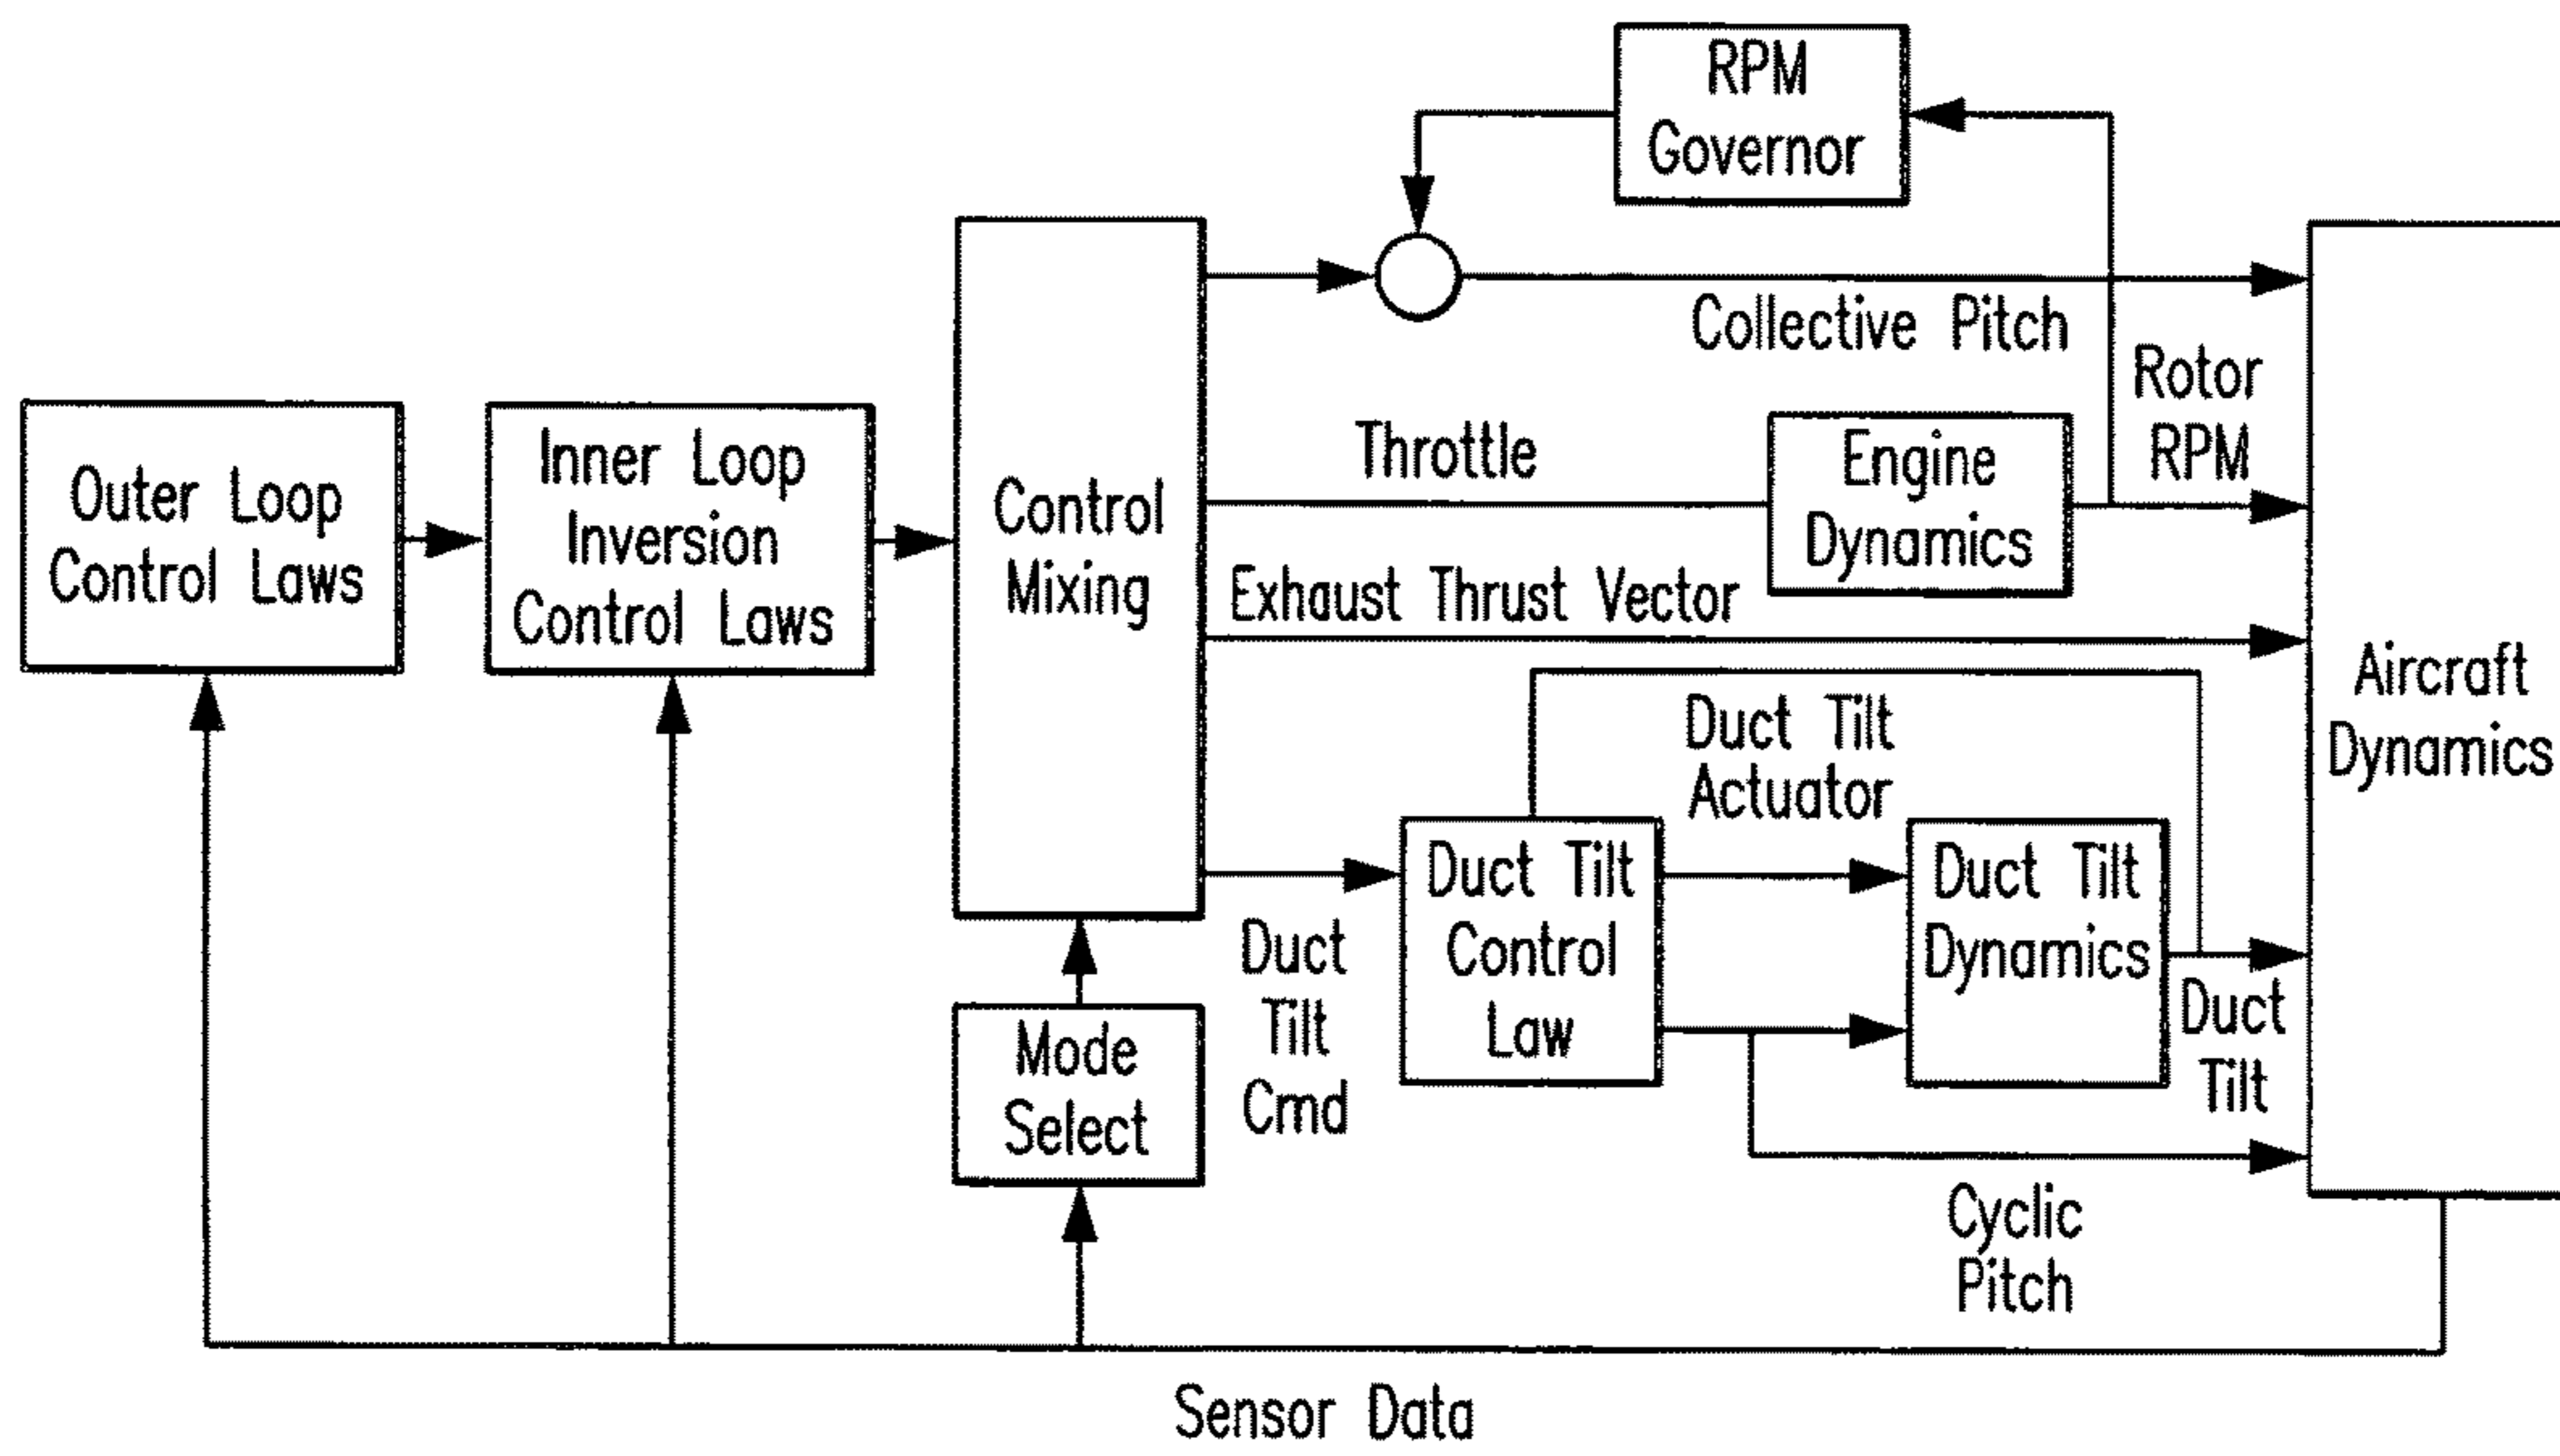 RPM
Governor
Collective Pitch
Rotor
RPM
Throttle
Engine
Dynamics
Exhaust Thrust Vector
Outer Loop
Control Laws
Inner Loop
Inversion
Control Laws
Control
Mixing
Aircraft
Dynamics
Duct Tilt
Actuator
Duct Tilt
Control
Law
Duct Tilt
Dynamics
Duct
Tilt
Cmd
Duct
Tilt
Mode
Select
Cyclic
Pitch
Sensor Data